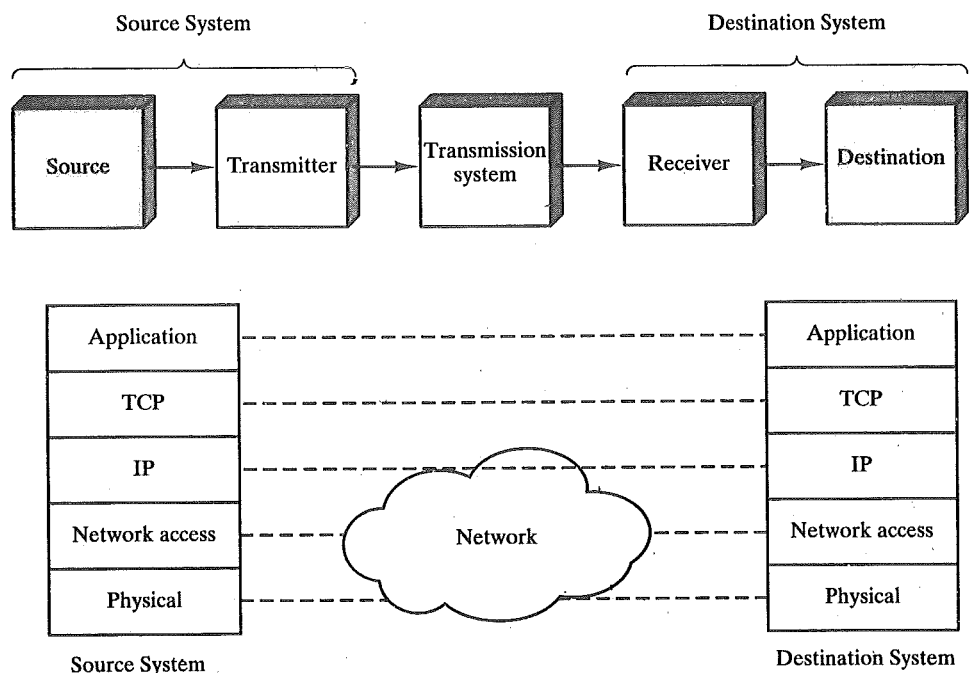 Source System
Destination System
Source
Transmitter
Transmission
system
Receiver
Destination
Application
Application
TCP
TCP
IP
IP
Network access
Network
Network access
Physical
Physical
Source System
Destination System